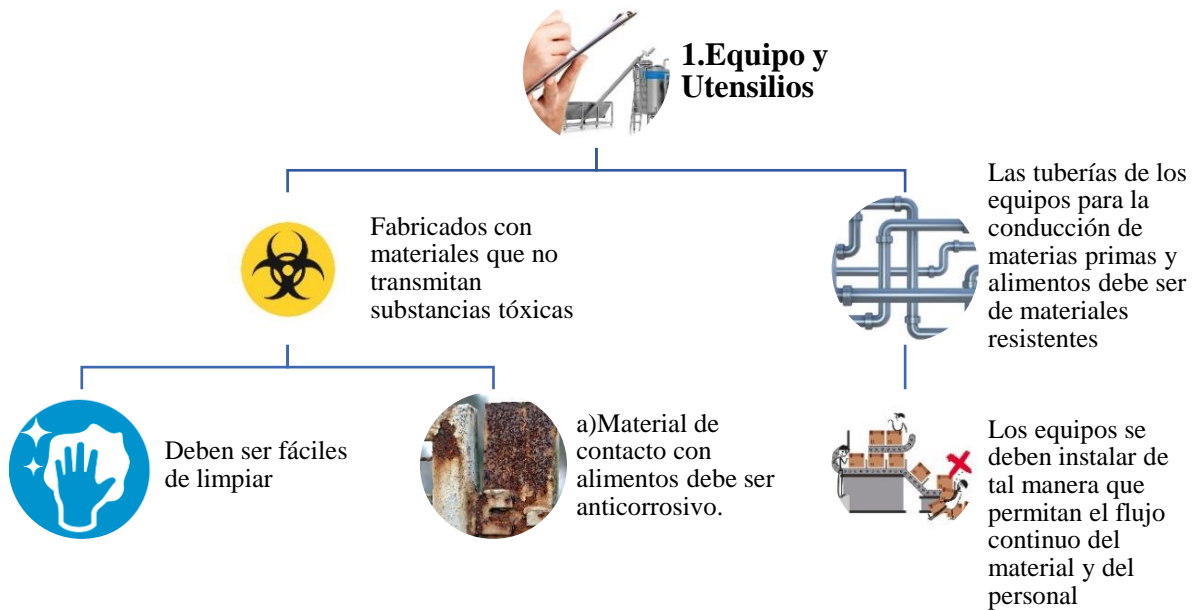 1.Equipo y
Utensilios
Fabricados con
materiales que no
transmitan
substancias tóxicas
Las tuberías de los
equipos para la
conducción de
materias primas y
alimentos debe ser
de materiales
resistentes
Deben ser fáciles
de limpiar
a)Material de
contacto con
alimentos debe ser
anticorrosivo.
Los equipos se
deben instalar de
tal manera que
permitan el flujo
continuo del
material y del
personal